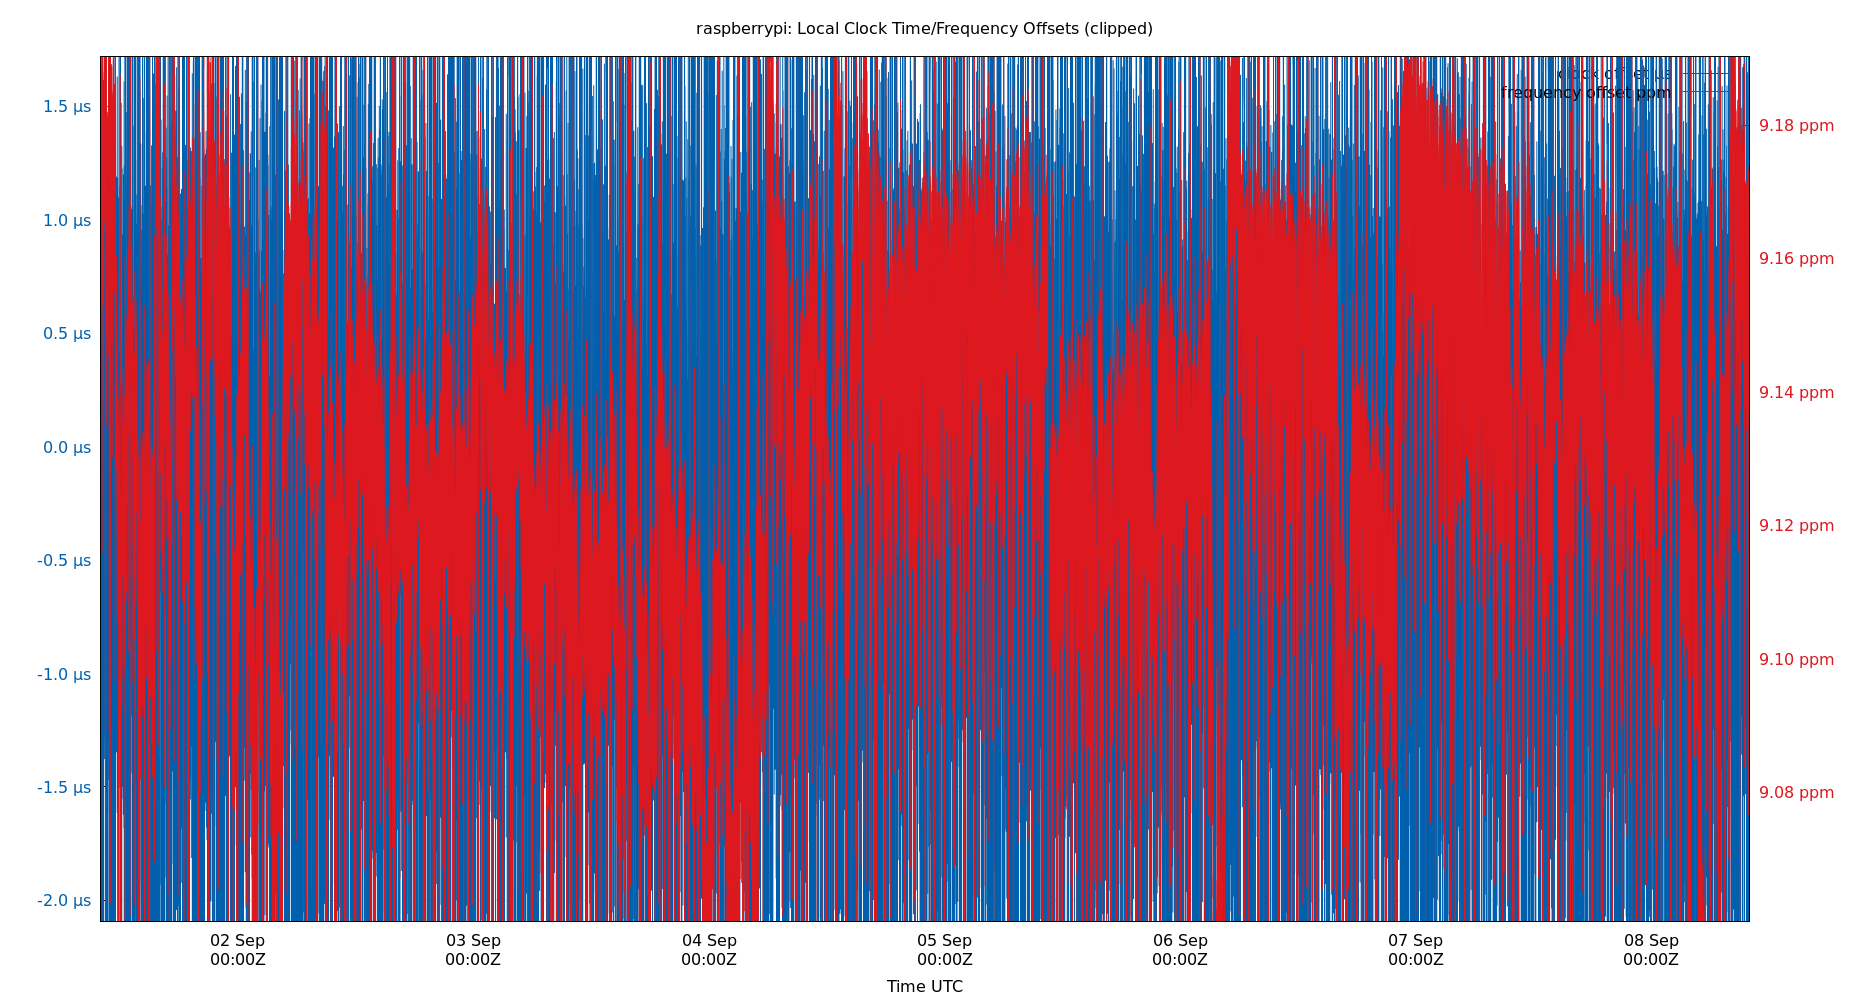 raspberrypi: Local Clock Time/Frequency Offsets (clipped)
clock offset µs
frequency offset ppm
1.5 µs
1.0 µs
0.5 µs
0.0 µs
-0.5 µs
-1.0 µs
-1.5 µs
-2.0 µs
9.18 ppm
9.16 ppm
9.14 ppm
9.12 ppm
9.10 ppm
9.08 ppm
02 Sep
00:00Z
03 Sep
00:00Z
04 Sep
00:00Z
05 Sep
00:00Z
06 Sep
00:00Z
07 Sep
00:00Z
08 Sep
00:00Z
Time UTC